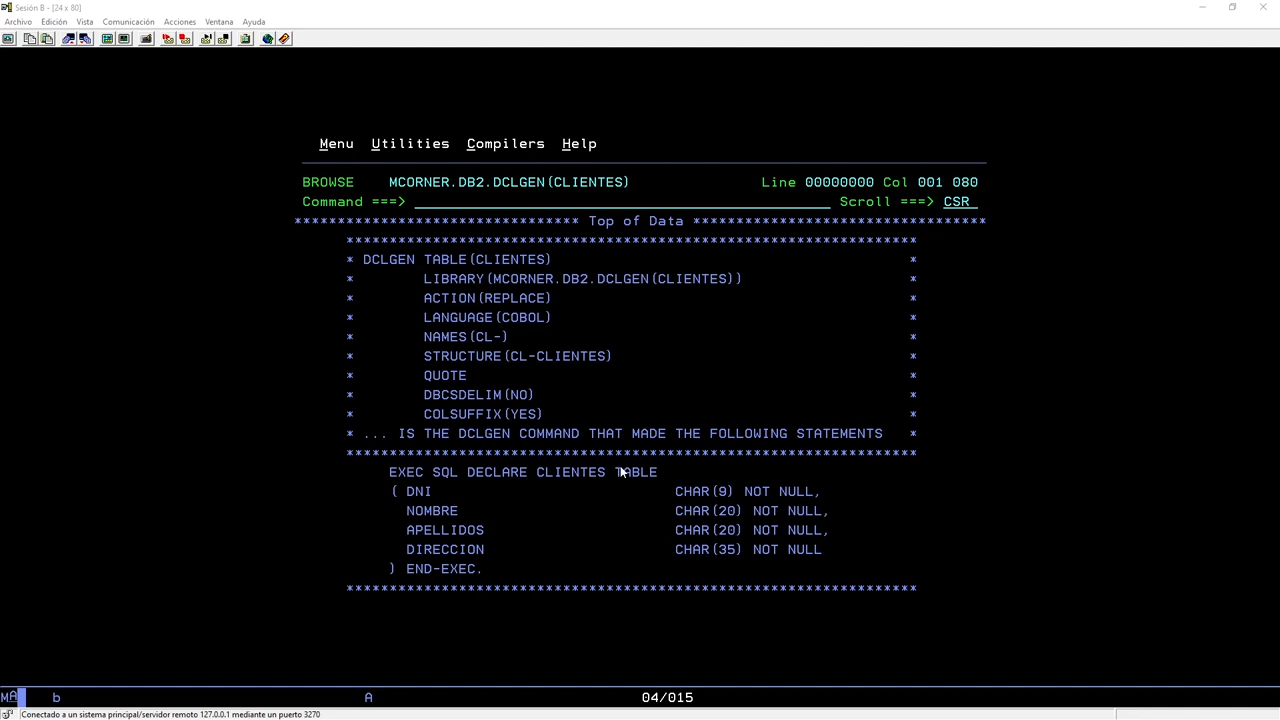 Sesión B - [24 x 80]
Archivo Edición Vista Comunicación Acciones Ventana Ayuda
Menu Utilities Compilers Help
BROWSE MCORNER.DB2.DCLGEN(CLIENTES) Line 00000000 Col 001 080
Command ===> Scroll ===> CSR
********************************* Top of Data **********************************
******************************************************************
* DCLGEN TABLE(CLIENTES) *
* LIBRARY(MCORNER.DB2.DCLGEN(CLIENTES)) *
* ACTION(REPLACE) *
* LANGUAGE(COBOL) *
* NAMES(CL-) *
* STRUCTURE(CL-CLIENTES) *
* QUOTE *
* DBCSDELIM(NO) *
* COLSUFFIX(YES) *
* ... IS THE DCLGEN COMMAND THAT MADE THE FOLLOWING STATEMENTS *
******************************************************************
EXEC SQL DECLARE CLIENTES TABLE
( DNI CHAR(9) NOT NULL,
NOMBRE CHAR(20) NOT NULL,
APELLIDOS CHAR(20) NOT NULL,
DIRECCION CHAR(35) NOT NULL
) END-EXEC.
******************************************************************
MA b A 04/015
Conectado a un sistema principal/servidor remoto 127.0.0.1 mediante un puerto 3270